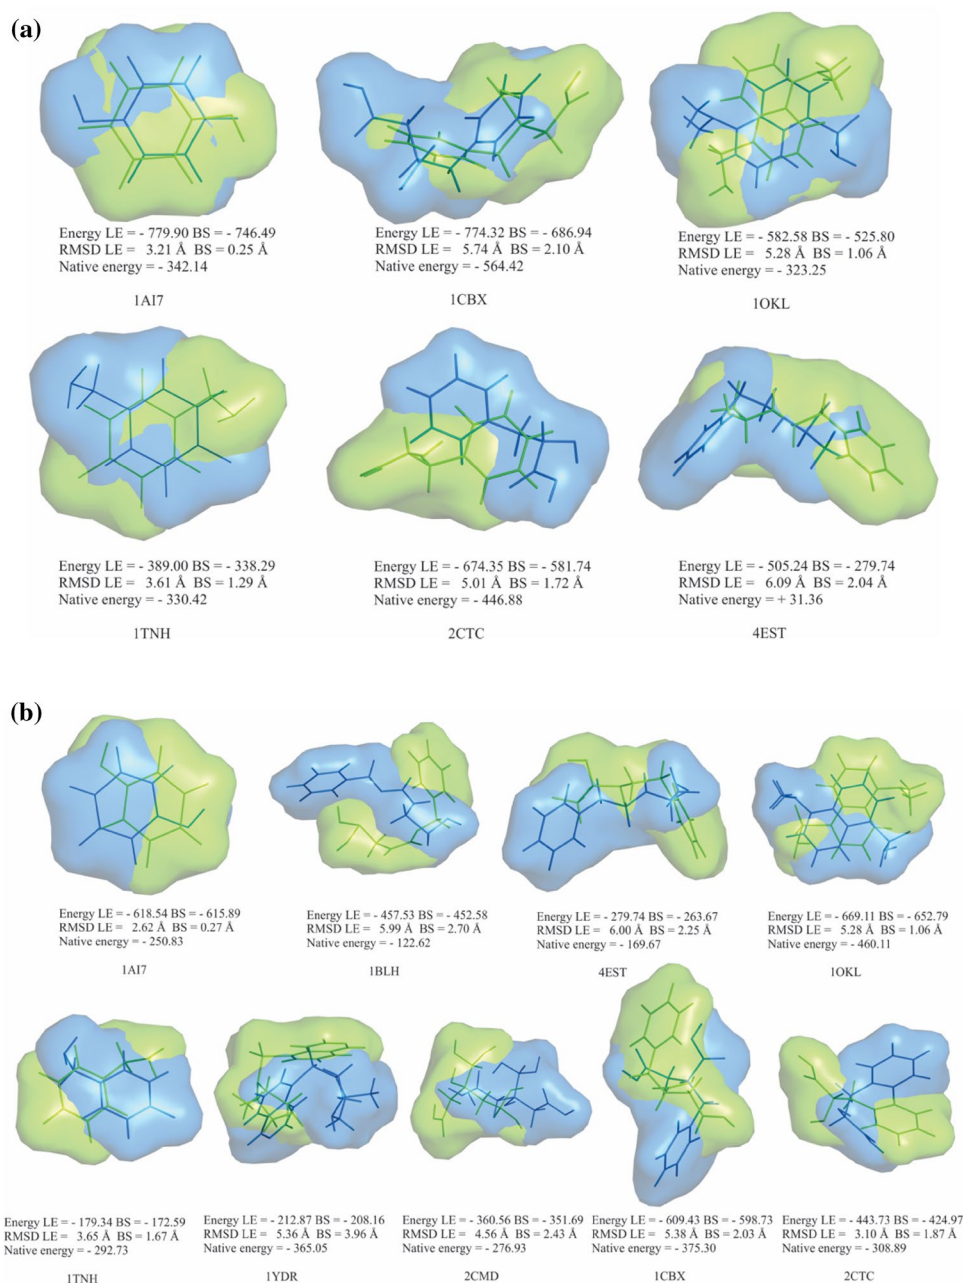 (a)
Energy LE = - 779.90 BS = - 746.49
RMSD LE = 3.21 Å BS = 0.25 Å
Native energy = - 342.14
1AI7
Energy LE = - 774.32 BS = - 686.94
RMSD LE = 5.74 Å BS = 2.10 Å
Native energy = - 564.42
1CBX
Energy LE = - 582.58 BS = - 525.80
RMSD LE = 5.28 Å BS = 1.06 Å
Native energy = - 323.25
1OKL
Energy LE = - 389.00 BS = - 338.29
RMSD LE = 3.61 Å BS = 1.29 Å
Native energy = - 330.42
1TNH
Energy LE = - 674.35 BS = - 581.74
RMSD LE = 5.01 Å BS = 1.72 Å
Native energy = - 446.88
2CTC
Energy LE = - 505.24 BS = - 279.74
RMSD LE = 6.09 Å BS = 2.04 Å
Native energy = + 31.36
4EST
(b)
Energy LE = - 618.54 BS = - 615.89
RMSD LE = 2.62 Å BS = 0.27 Å
Native energy = - 250.83
1AI7
Energy LE = - 457.53 BS = - 452.58
RMSD LE = 5.99 Å BS = 2.70 Å
Native energy = - 122.62
1BLH
Energy LE = - 279.74 BS = - 263.67
RMSD LE = 6.00 Å BS = 2.25 Å
Native energy = - 169.67
4EST
Energy LE = - 669.11 BS = - 652.79
RMSD LE = 5.28 Å BS = 1.06 Å
Native energy = - 460.11
1OKL
Energy LE = - 179.34 BS = - 172.59
RMSD LE = 3.65 Å BS = 1.67 Å
Native energy = - 292.73
1TNH
Energy LE = - 212.87 BS = - 208.16
RMSD LE = 5.36 Å BS = 3.96 Å
Native energy = - 365.05
1YDR
Energy LE = - 360.56 BS = - 351.69
RMSD LE = 4.56 Å BS = 2.43 Å
Native energy = - 276.93
2CMD
Energy LE = - 609.43 BS = - 598.73
RMSD LE = 5.38 Å BS = 2.03 Å
Native energy = - 375.30
1CBX
Energy LE = - 443.73 BS = - 424.97
RMSD LE = 3.10 Å BS = 1.87 Å
Native energy = - 308.89
2CTC